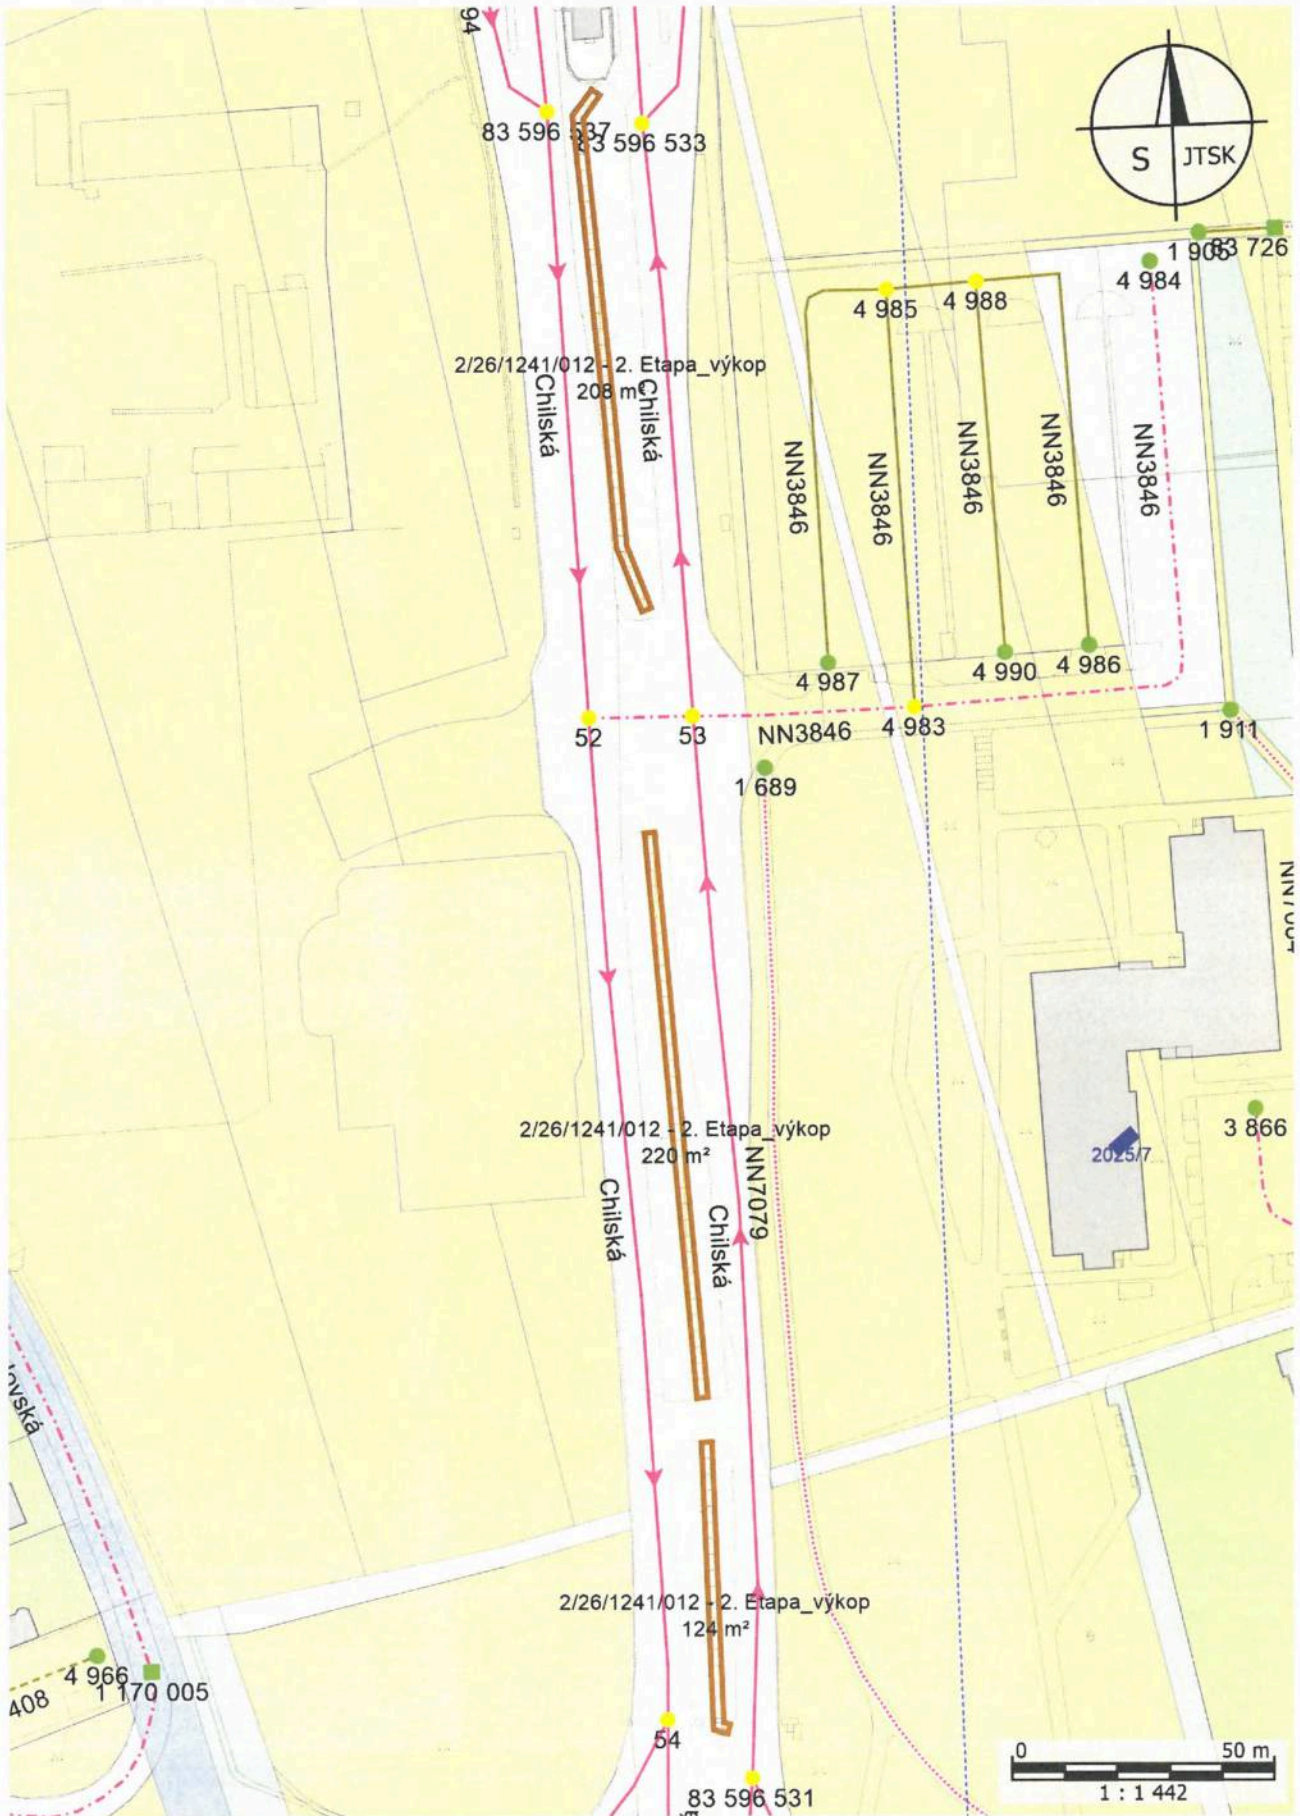 94
83 596 537
83 596 533
S
JTSK
1 905
83 726
4 984
4 985
4 988
2/26/1241/012 - 2. Etapa_výkop
208 m²
Chilská
Chilská
NN3846
NN3846
NN3846
NN3846
NN3846
4 987
4 990
4 986
52
53
NN3846
4 983
1 911
1 689
2/26/1241/012 - 2. Etapa_výkop
220 m²
3 866
2025/7
NN7079
Chilská
Chilská
2/26/1241/012 - 2. Etapa_výkop
124 m²
4 966
1 170 005
408
54
83 596 531
0
50 m
1 : 1 442